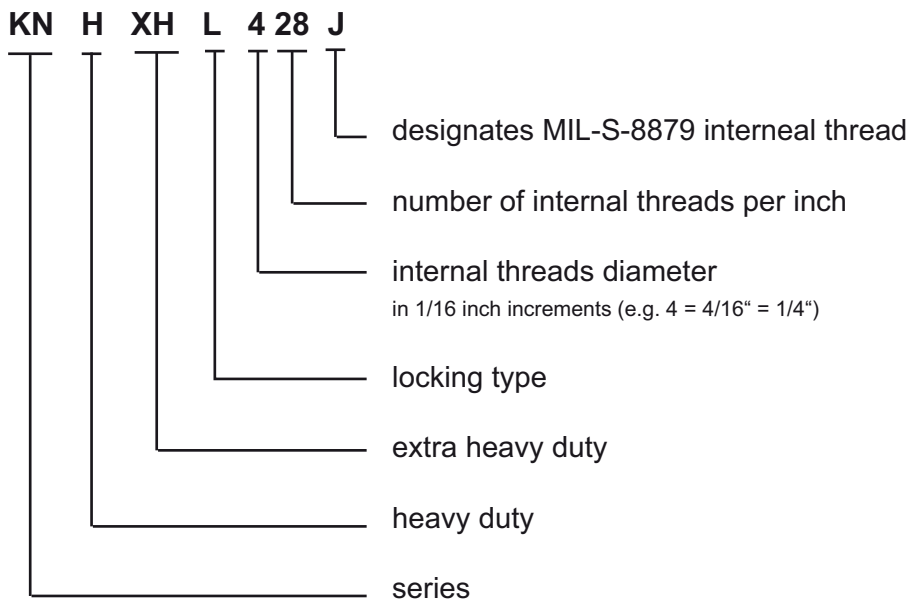 KN H XH L 4 28 J
designates MIL-S-8879 interneal thread
number of internal threads per inch
internal threads diameter
in 1/16 inch increments (e.g. 4 = 4/16“ = 1/4“)
locking type
extra heavy duty
heavy duty
series